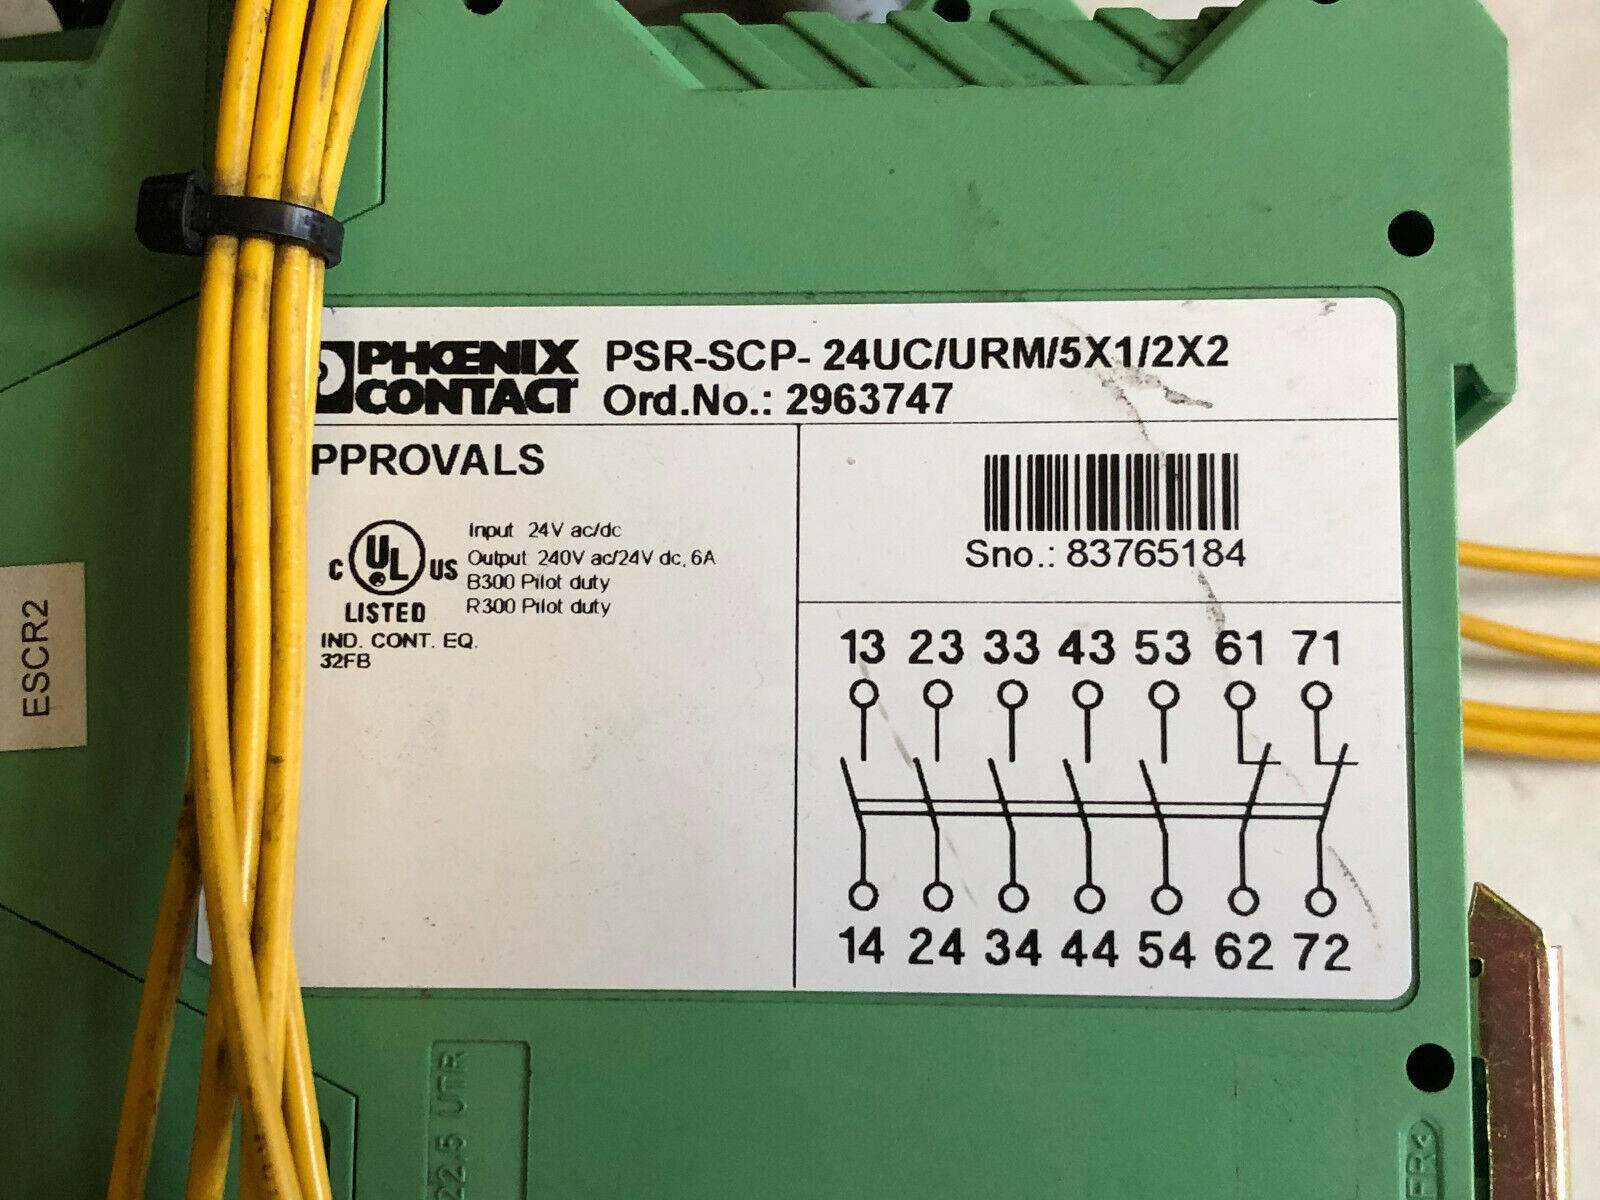 PHŒNIX
CONTACT
PSR-SCP- 24UC/URM/5X1/2X2
Ord.No.: 2963747
PPROVALS
C UL US
LISTED
Input 24V ac/dc
Output 240V ac/24V dc, 6A
B300 Pilot duty
R300 Pilot duty
IND. CONT. EQ.
32FB
Sno.: 83765184
13 23 33 43 53 61 71
14 24 34 44 54 62 72
ESCR2
22.5 UTR
FR<